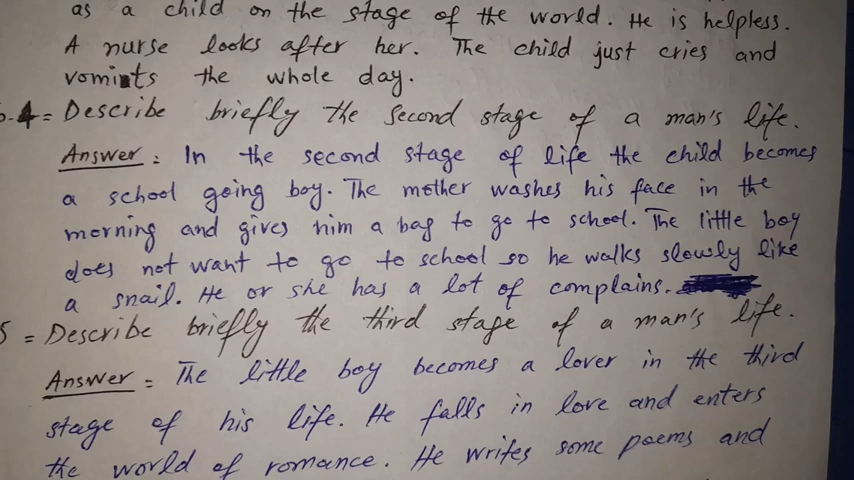 as a child on the stage of the world. He is helpless.
A nurse looks after her. The child just cries and
vomits the whole day.
4 = Describe briefly the second stage of a man's life.
Answer : In the second stage of life the child becomes
a school going boy. The mother washes his face in the
morning and gives him a bag to go to school. The little boy
does not want to go to school so he walks slowly like
a snail. He or she has a lot of complains.
5 = Describe briefly the third stage of a man's life.
Answer = The little boy becomes a lover in the third
stage of his life. He falls in love and enters
the world of romance. He writes some poems and